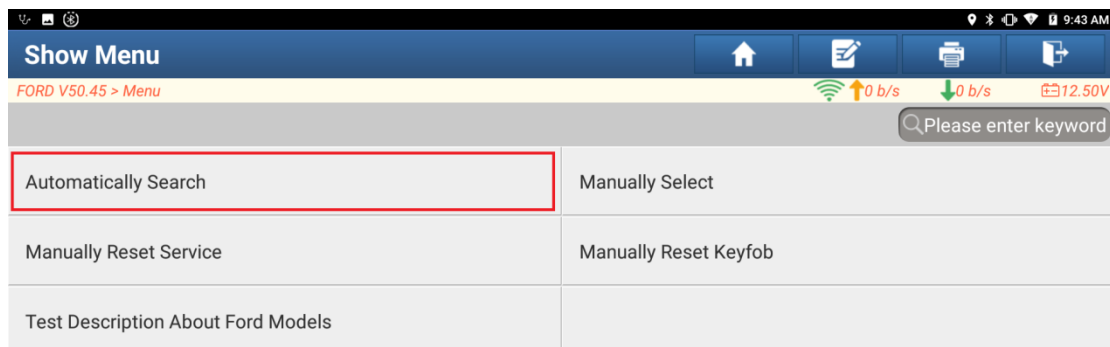 9:43 AM
Show Menu
FORD V50.45 > Menu 0 b/s 0 b/s 12.50V
Please enter keyword
Automatically Search Manually Select
Manually Reset Service Manually Reset Keyfob
Test Description About Ford Models